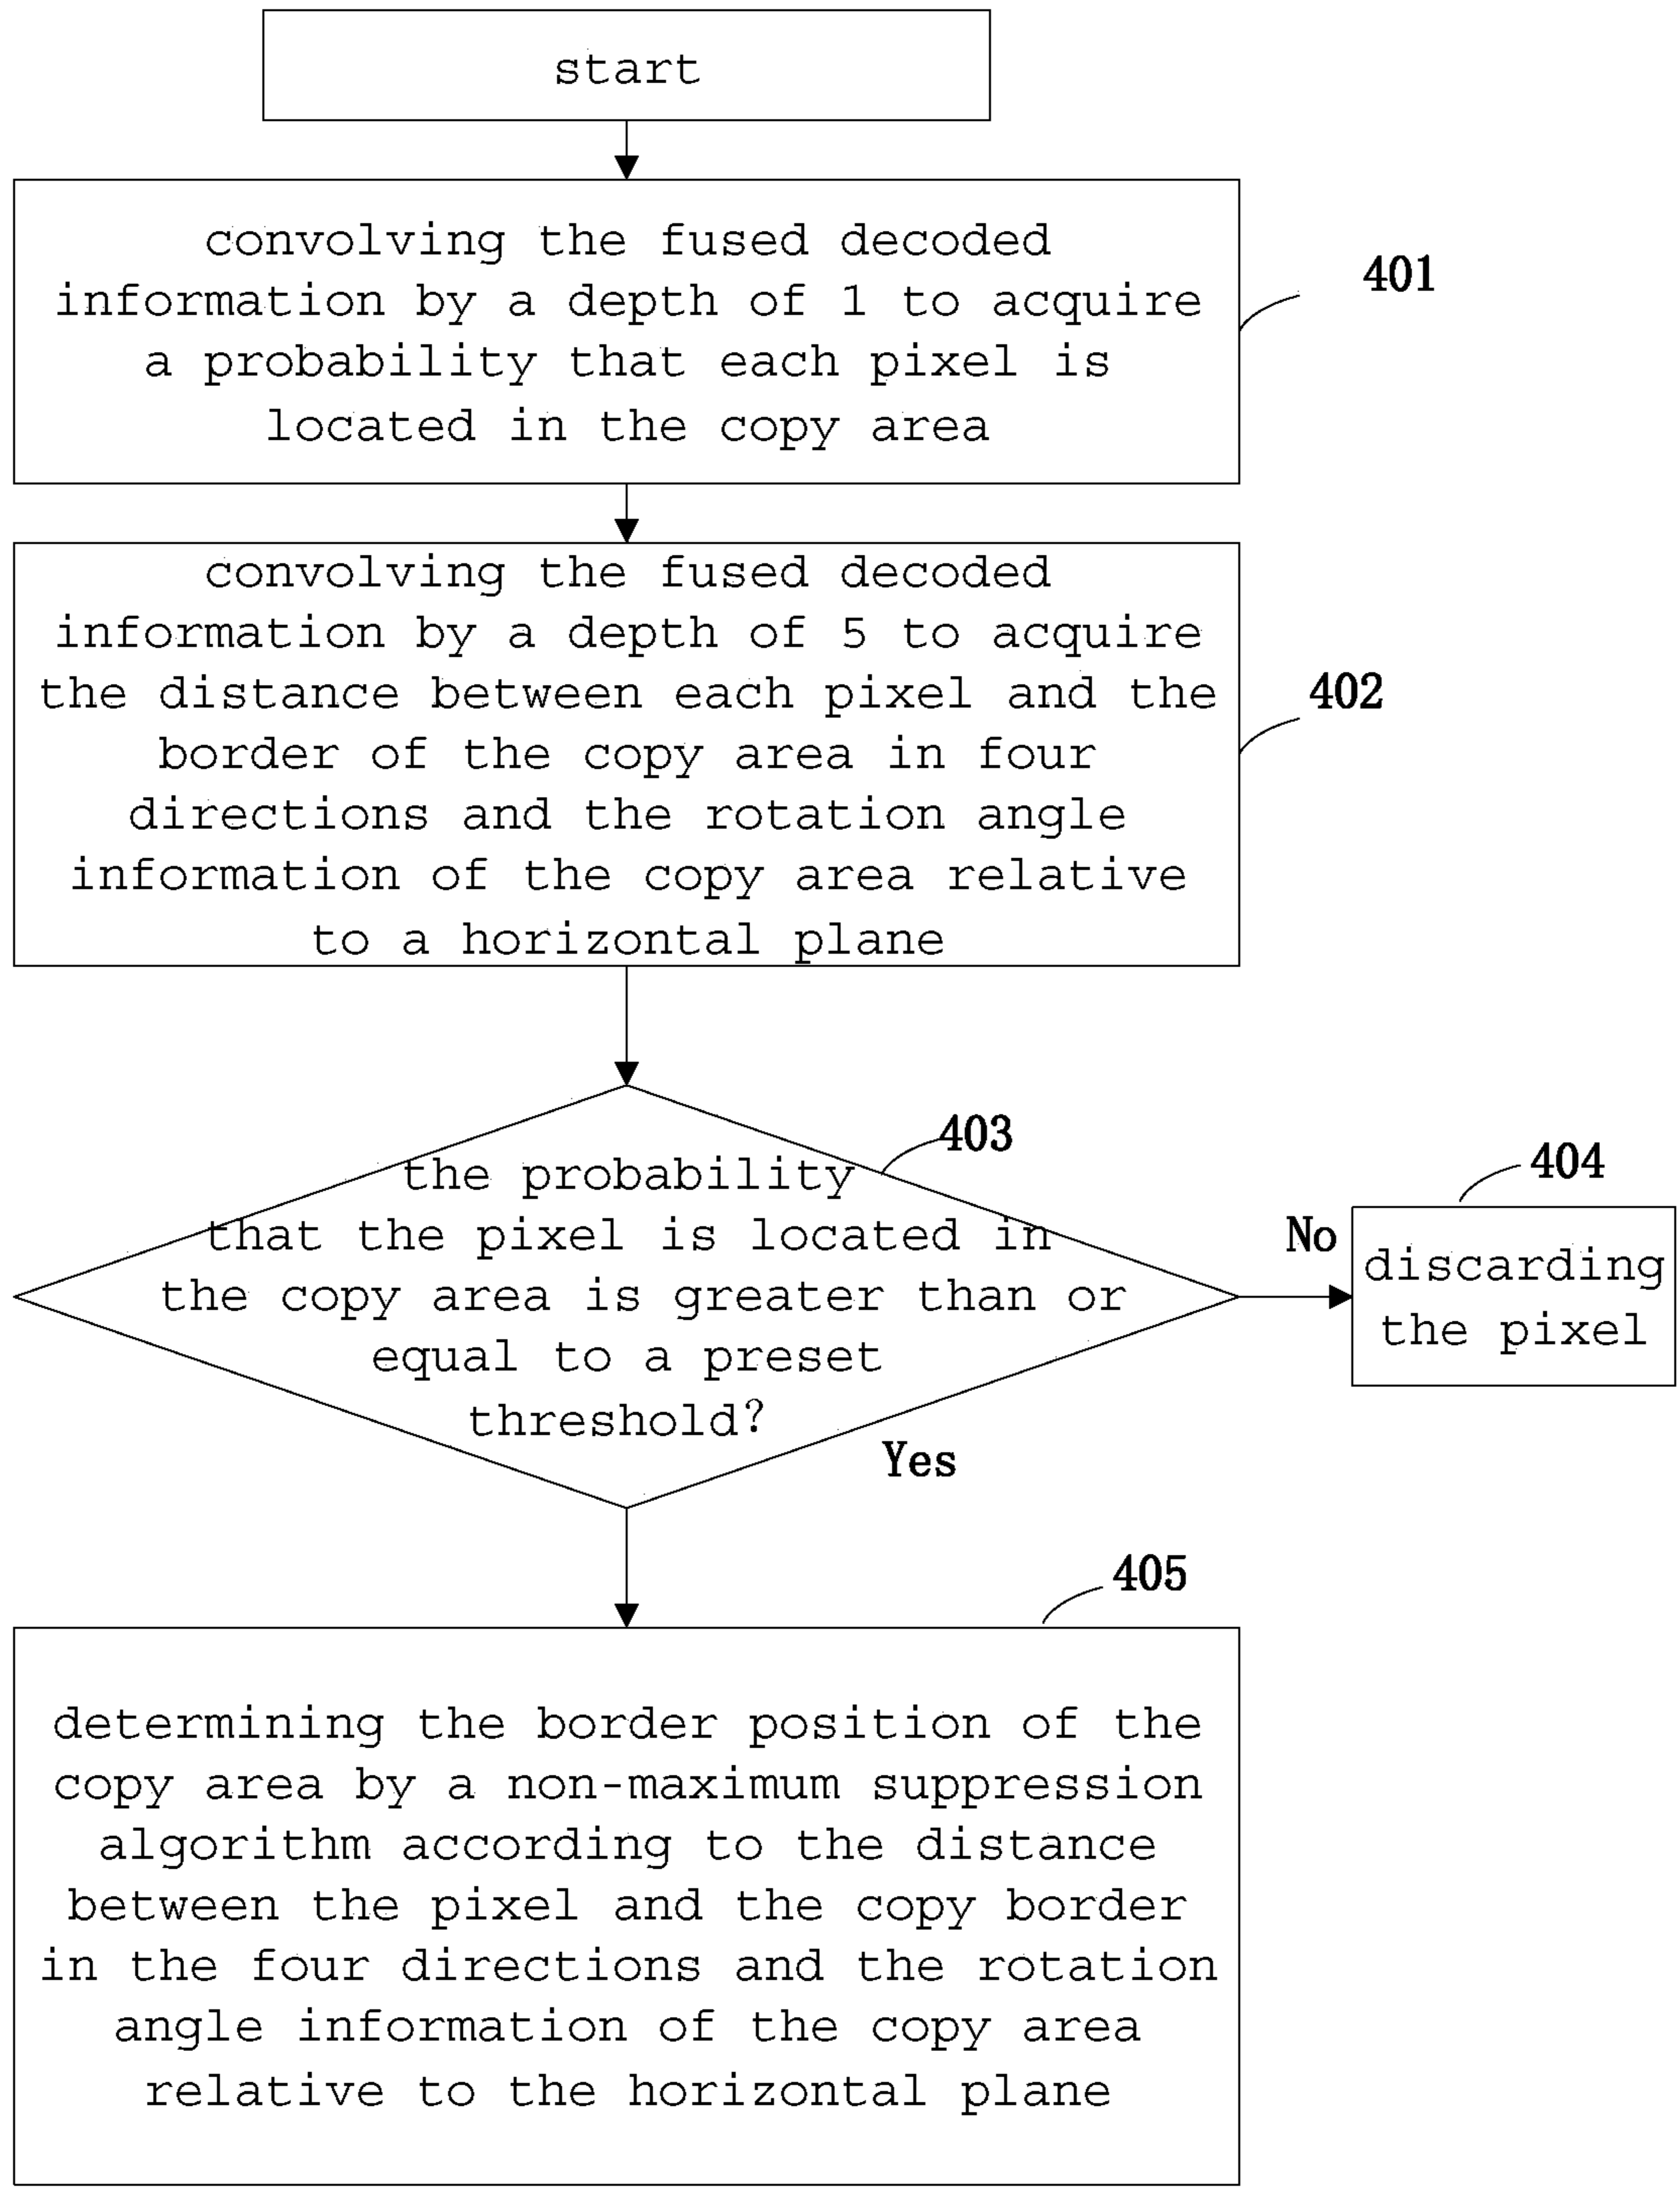 start
convolving the fused decoded
information by a depth of 1 to acquire
a probability that each pixel is
located in the copy area
401
convolving the fused decoded
information by a depth of 5 to acquire
the distance between each pixel and the
border of the copy area in four
directions and the rotation angle
information of the copy area relative
to a horizontal plane
402
403
the probability
that the pixel is located in
the copy area is greater than or
equal to a preset
threshold?
No
404
discarding
the pixel
Yes
405
determining the border position of the
copy area by a non-maximum suppression
algorithm according to the distance
between the pixel and the copy border
in the four directions and the rotation
angle information of the copy area
relative to the horizontal plane